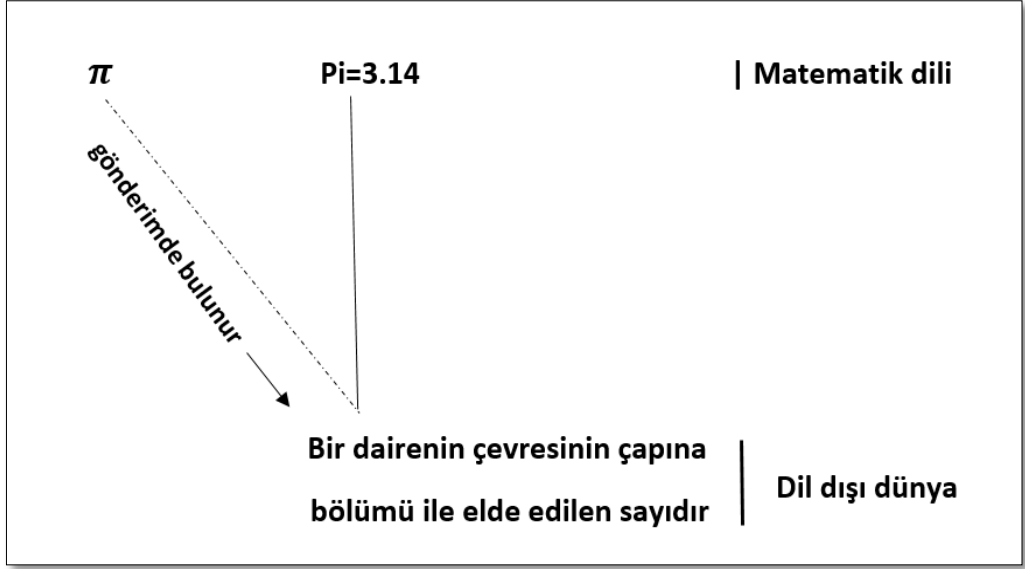 π Pi=3.14 | Matematik dili
gönderimde bulunur
Bir dairenin çevresinin çapına
bölümü ile elde edilen sayıdır
Dil dışı dünya